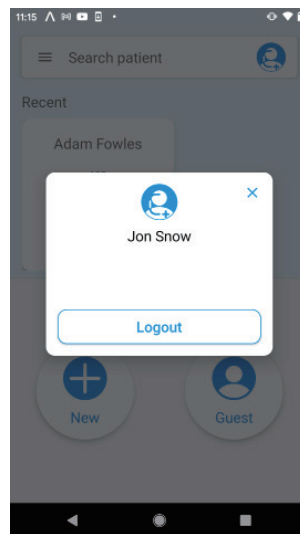 11:15
Search patient
Recent
Adam Fowles
Jon Snow
Logout
New
Guest